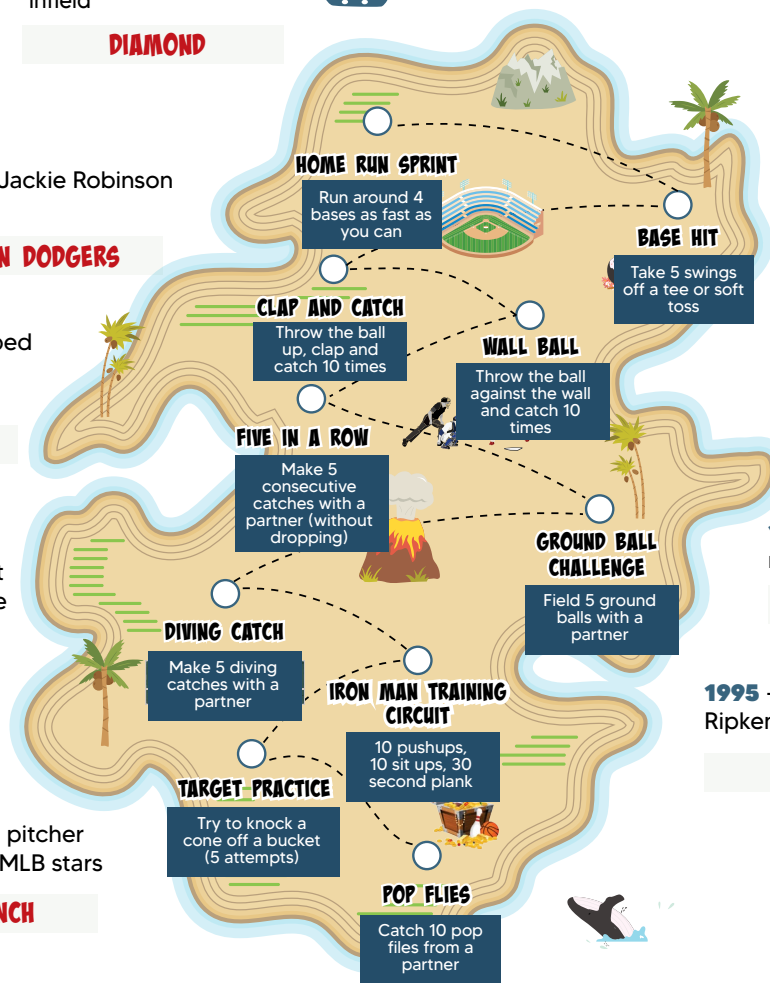 infield
DIAMOND
Jackie Robinson
N DODGERS
HOME RUN SPRINT
Run around 4
bases as fast as
you can
BASE HIT
Take 5 swings
off a tee or soft
toss
CLAP AND CATCH
Throw the ball
up, clap and
catch 10 times
WALL BALL
Throw the ball
against the wall
and catch 10
times
FIVE IN A ROW
Make 5
consecutive
catches with a
partner (without
dropping)
GROUND BALL
CHALLENGE
Field 5 ground
balls with a
partner
DIVING CATCH
Make 5 diving
catches with a
partner
IRON MAN TRAINING
CIRCUIT
10 pushups,
10 sit ups, 30
second plank
1995 -
Ripker
TARGET PRACTICE
Try to knock a
cone off a bucket
(5 attempts)
pitcher
MLB stars
NCH
POP FLIES
Catch 10 pop
files from a
partner